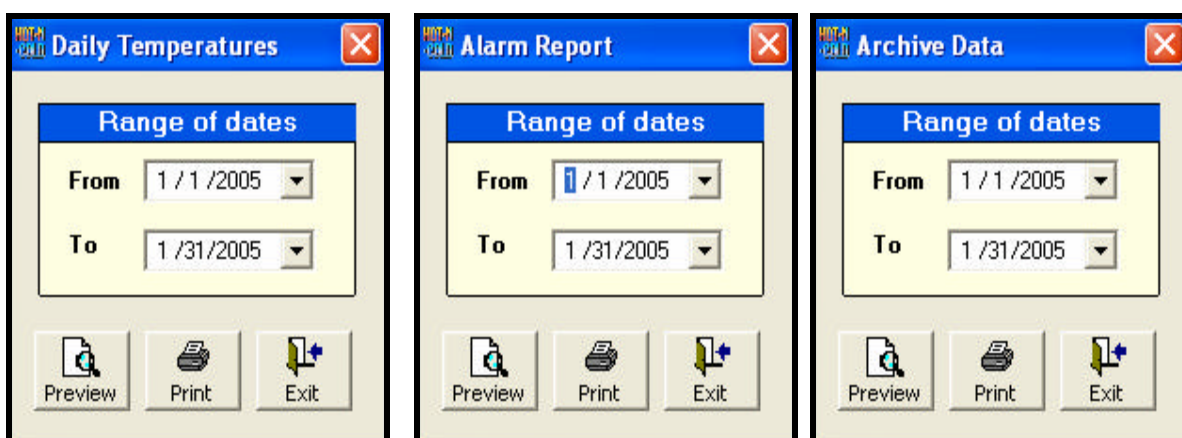 Daily Temperatures
Range of dates
From 1 / 1 /2005
To 1 /31/2005
Preview Print Exit
Alarm Report
Range of dates
From 1 / 1 /2005
To 1 /31/2005
Preview Print Exit
Archive Data
Range of dates
From 1 / 1 /2005
To 1 /31/2005
Preview Print Exit